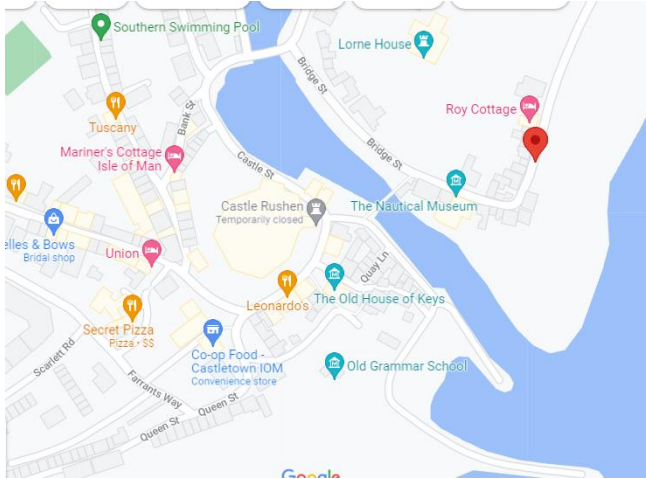 Southern Swimming Pool
Lorne House
Bridge St
Roy Cottage
Tuscany
Bank St
Mariner's Cottage
Isle of Man
Castle St
Bridge St
Castle Rushen
Temporarily closed
The Nautical Museum
elles & Bows
Bridal shop
Union
Quay Ln
Leonardo's
The Old House of Keys
Secret Pizza
Pizza • $$
Scarlett Rd
Co-op Food -
Castletown IOM
Convenience store
Old Grammar School
Farrants Way
Queen St
Queen St
Google